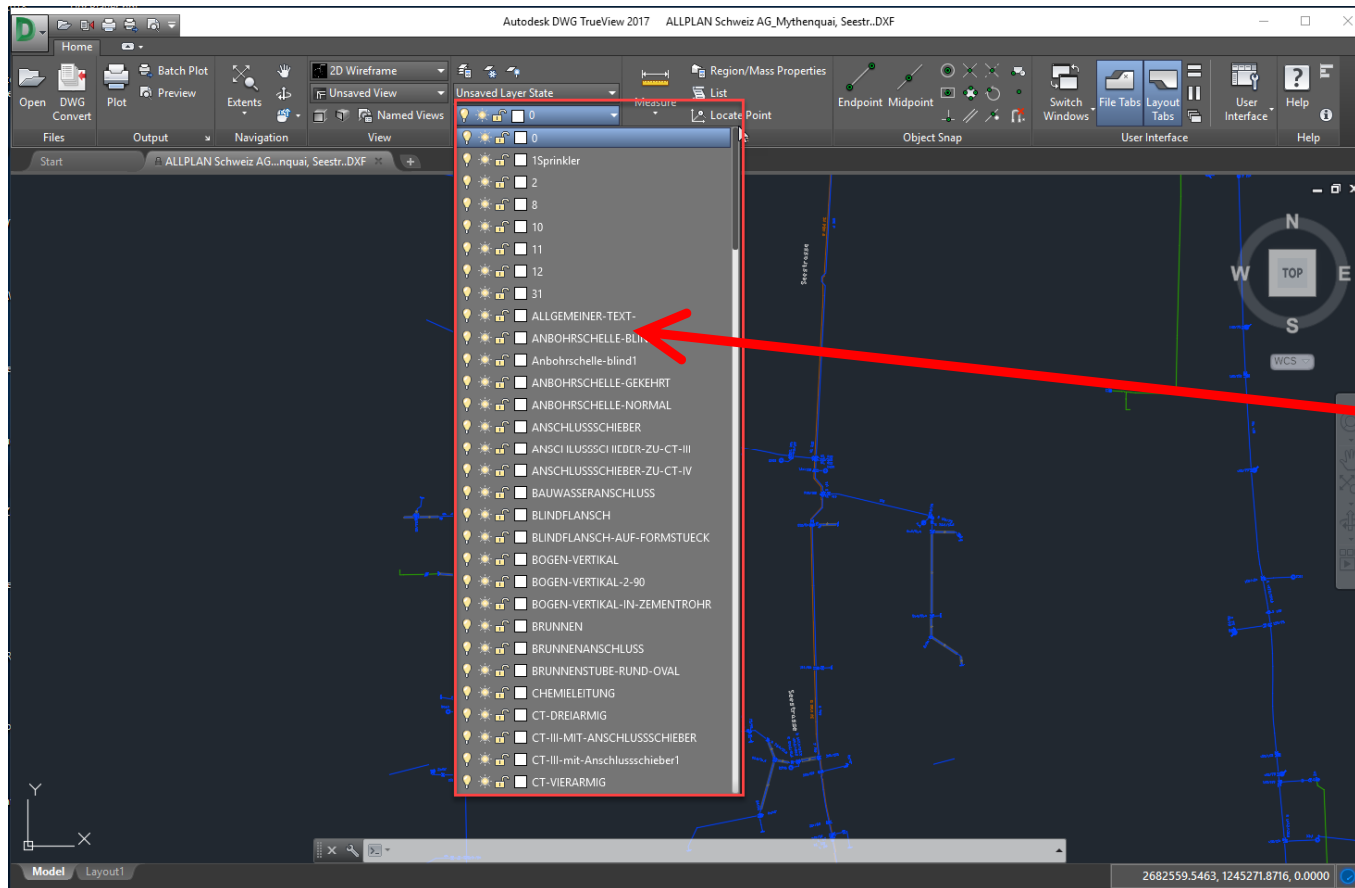 Autodesk DWG TrueView 2017 ALLPLAN Schweiz AG_Mythenquai, Seestr..DXF
Home
Open
DWG Convert
Files
Plot
Batch Plot
Preview
Output
Extents
Navigation
2D Wireframe
Unsaved View
Named Views
View
Unsaved Layer State
0
Measure
Region/Mass Properties
List
Locate Point
Endpoint Midpoint
Object Snap
Switch Windows
File Tabs
Layout Tabs
User Interface
User Interface
Help
Help
Start
ALLPLAN Schweiz AG...nquai, Seestr..DXF
0
1Sprinkler
2
8
10
11
12
31
ALLGEMEINER-TEXT-
ANBOHRSCHELLE-BLIN
Anbohrschelle-blind1
ANBOHRSCHELLE-GEKEHRT
ANBOHRSCHELLE-NORMAL
ANSCHLUSSSCHIEBER
ANSCHLUSSSCHIEBER-ZU-CT-III
ANSCHLUSSSCHIEBER-ZU-CT-IV
BAUWASSERANSCHLUSS
BLINDFLANSCH
BLINDFLANSCH-AUF-FORMSTUECK
BOGEN-VERTIKAL
BOGEN-VERTIKAL-2-90
BOGEN-VERTIKAL-IN-ZEMENTROHR
BRUNNEN
BRUNNENANSCHLUSS
BRUNNENSTUBE-RUND-OVAL
CHEMIELEITUNG
CT-DREIARMIG
CT-III-MIT-ANSCHLUSSSCHIEBER
CT-III-mit-Anschlussschieber1
CT-VIERARMIG
Seestrasse
Seestrasse
N
W
TOP
E
S
WCS
Y
X
Model
Layout1
2682559.5463, 1245271.8716, 0.0000